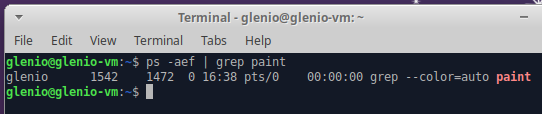 Terminal - glenio@glenio-vm: ~
File Edit View Terminal Tabs Help
glenio@glenio-vm:~$ ps -aef | grep paint
glenio 1542 1472 0 16:38 pts/0 00:00:00 grep --color=auto paint
glenio@glenio-vm:~$